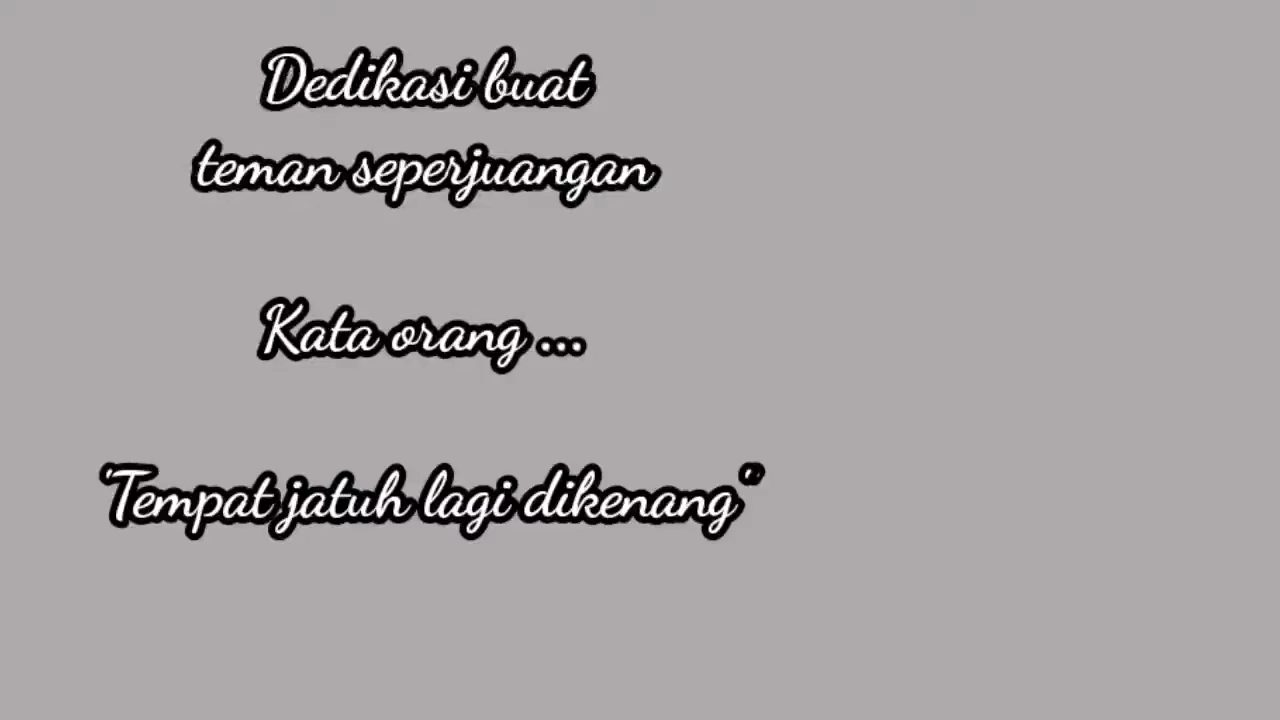 Dedikasi buat
teman seperjuangan
Kata orang ...
"Tempat jatuh lagi dikenang"